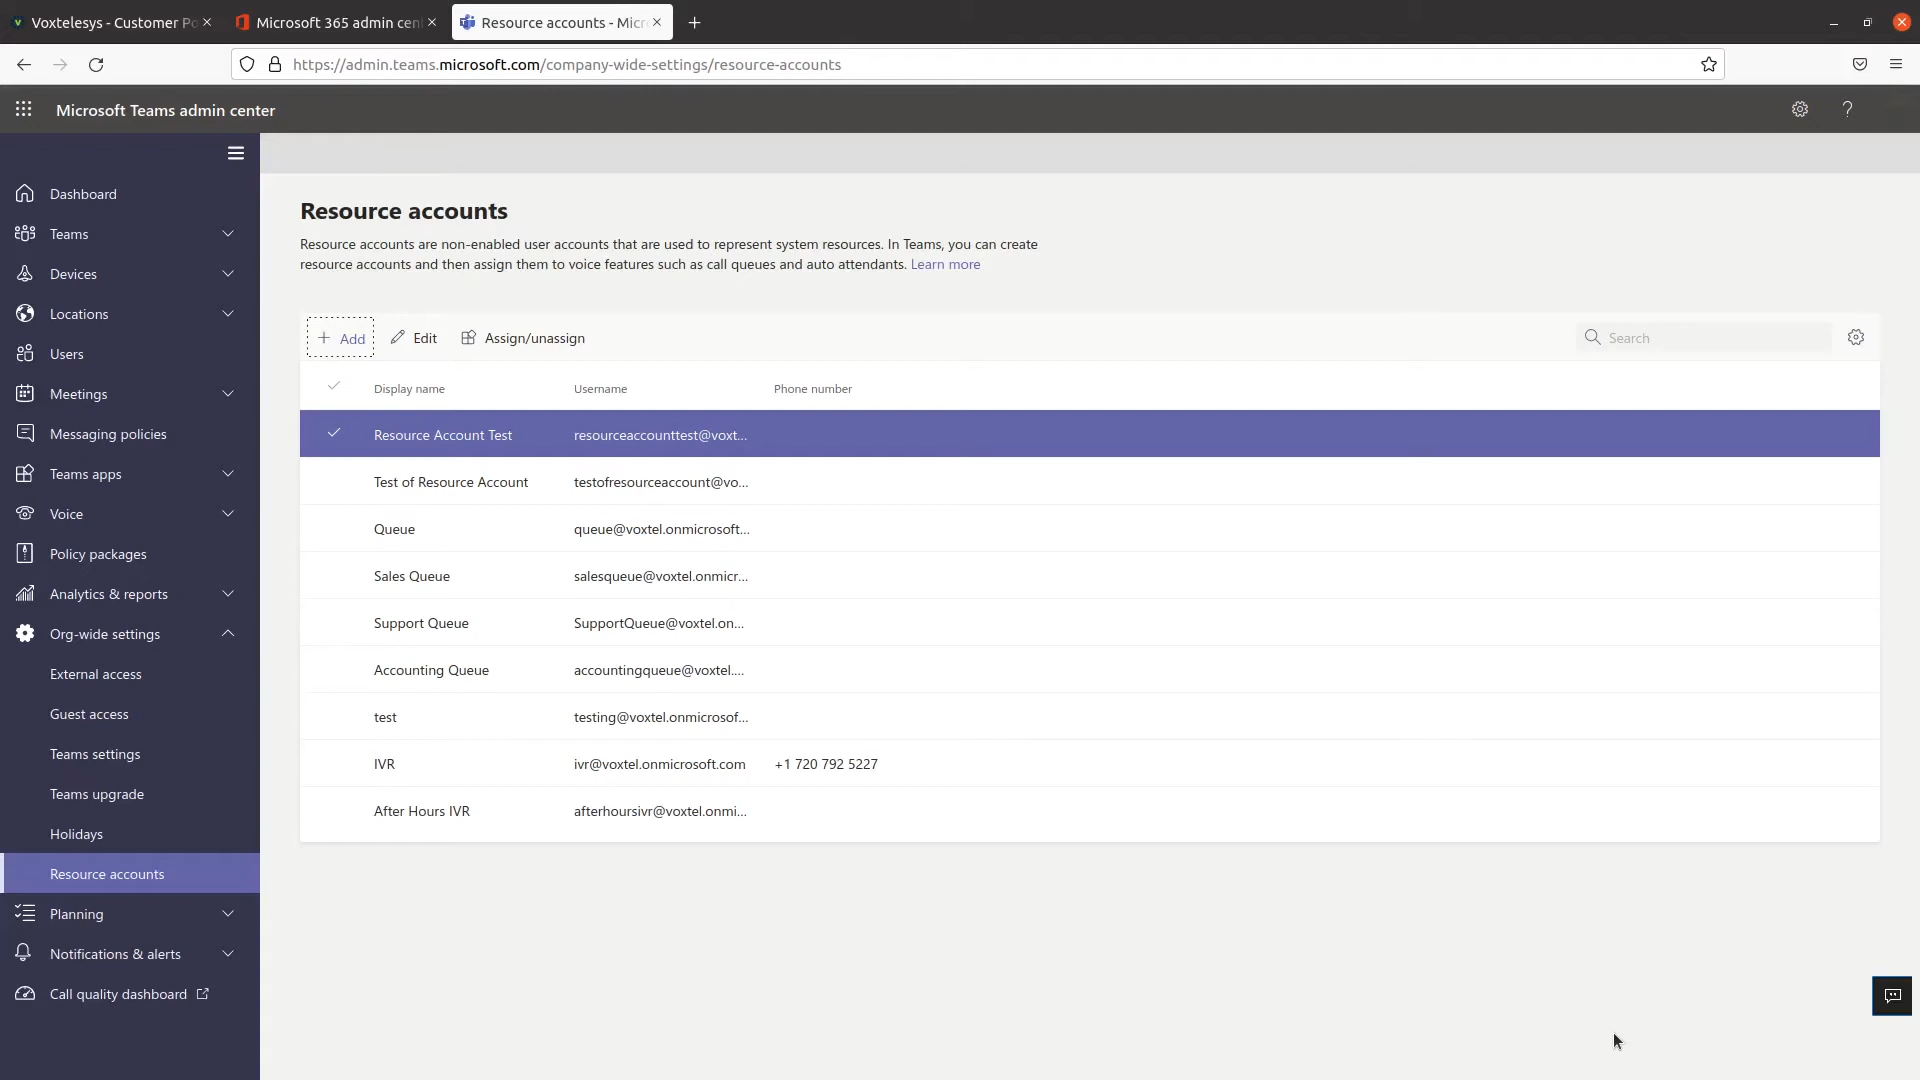 Voxtelesys - Customer Po
Microsoft 365 admin cen
Resource accounts - Micr
https://admin.teams.microsoft.com/company-wide-settings/resource-accounts
Microsoft Teams admin center
?
Dashboard
Teams
Devices
Locations
Users
Meetings
Messaging policies
Teams apps
Voice
Policy packages
Analytics & reports
Org-wide settings
External access
Guest access
Teams settings
Teams upgrade
Holidays
Resource accounts
Planning
Notifications & alerts
Call quality dashboard
Resource accounts
Resource accounts are non-enabled user accounts that are used to represent system resources. In Teams, you can create
resource accounts and then assign them to voice features such as call queues and auto attendants. Learn more
+ Add Edit Assign/unassign Search
Display name Username Phone number
Resource Account Test resourceaccounttest@voxt...
Test of Resource Account testofresourceaccount@vo...
Queue queue@voxtel.onmicrosoft...
Sales Queue salesqueue@voxtel.onmicr...
Support Queue SupportQueue@voxtel.on...
Accounting Queue accountingqueue@voxtel....
test testing@voxtel.onmicrosof...
IVR ivr@voxtel.onmicrosoft.com +1 720 792 5227
After Hours IVR afterhoursivr@voxtel.onmi...